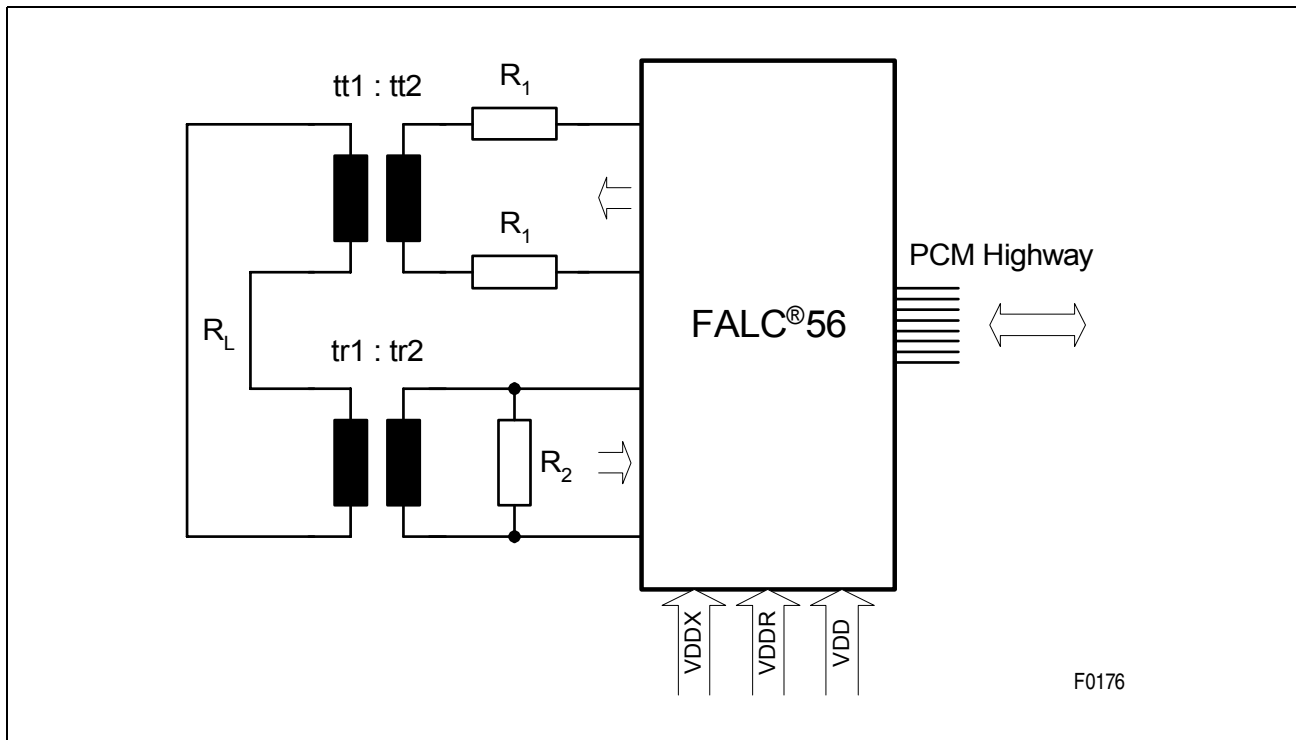 tt1 : tt2
R1
R1
PCM Highway
FALC®56
RL
tr1 : tr2
R2
VDDX
VDDR
VDD
F0176